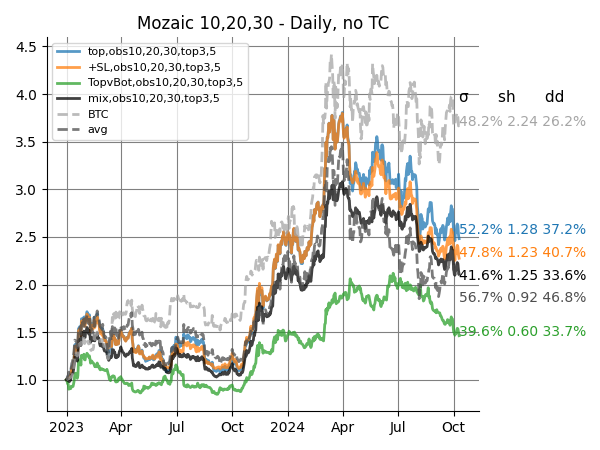 Mozaic 10,20,30 - Daily, no TC
top,obs10,20,30,top3,5
+SL,obs10,20,30,top3,5
TopvBot,obs10,20,30,top3,5
mix,obs10,20,30,top3,5
BTC
avg
σ sh dd
48.2% 2.24 26.2%
52.2% 1.28 37.2%
47.8% 1.23 40.7%
41.6% 1.25 33.6%
56.7% 0.92 46.8%
39.6% 0.60 33.7%
4.5
4.0
3.5
3.0
2.5
2.0
1.5
1.0
2023 Apr Jul Oct 2024 Apr Jul Oct